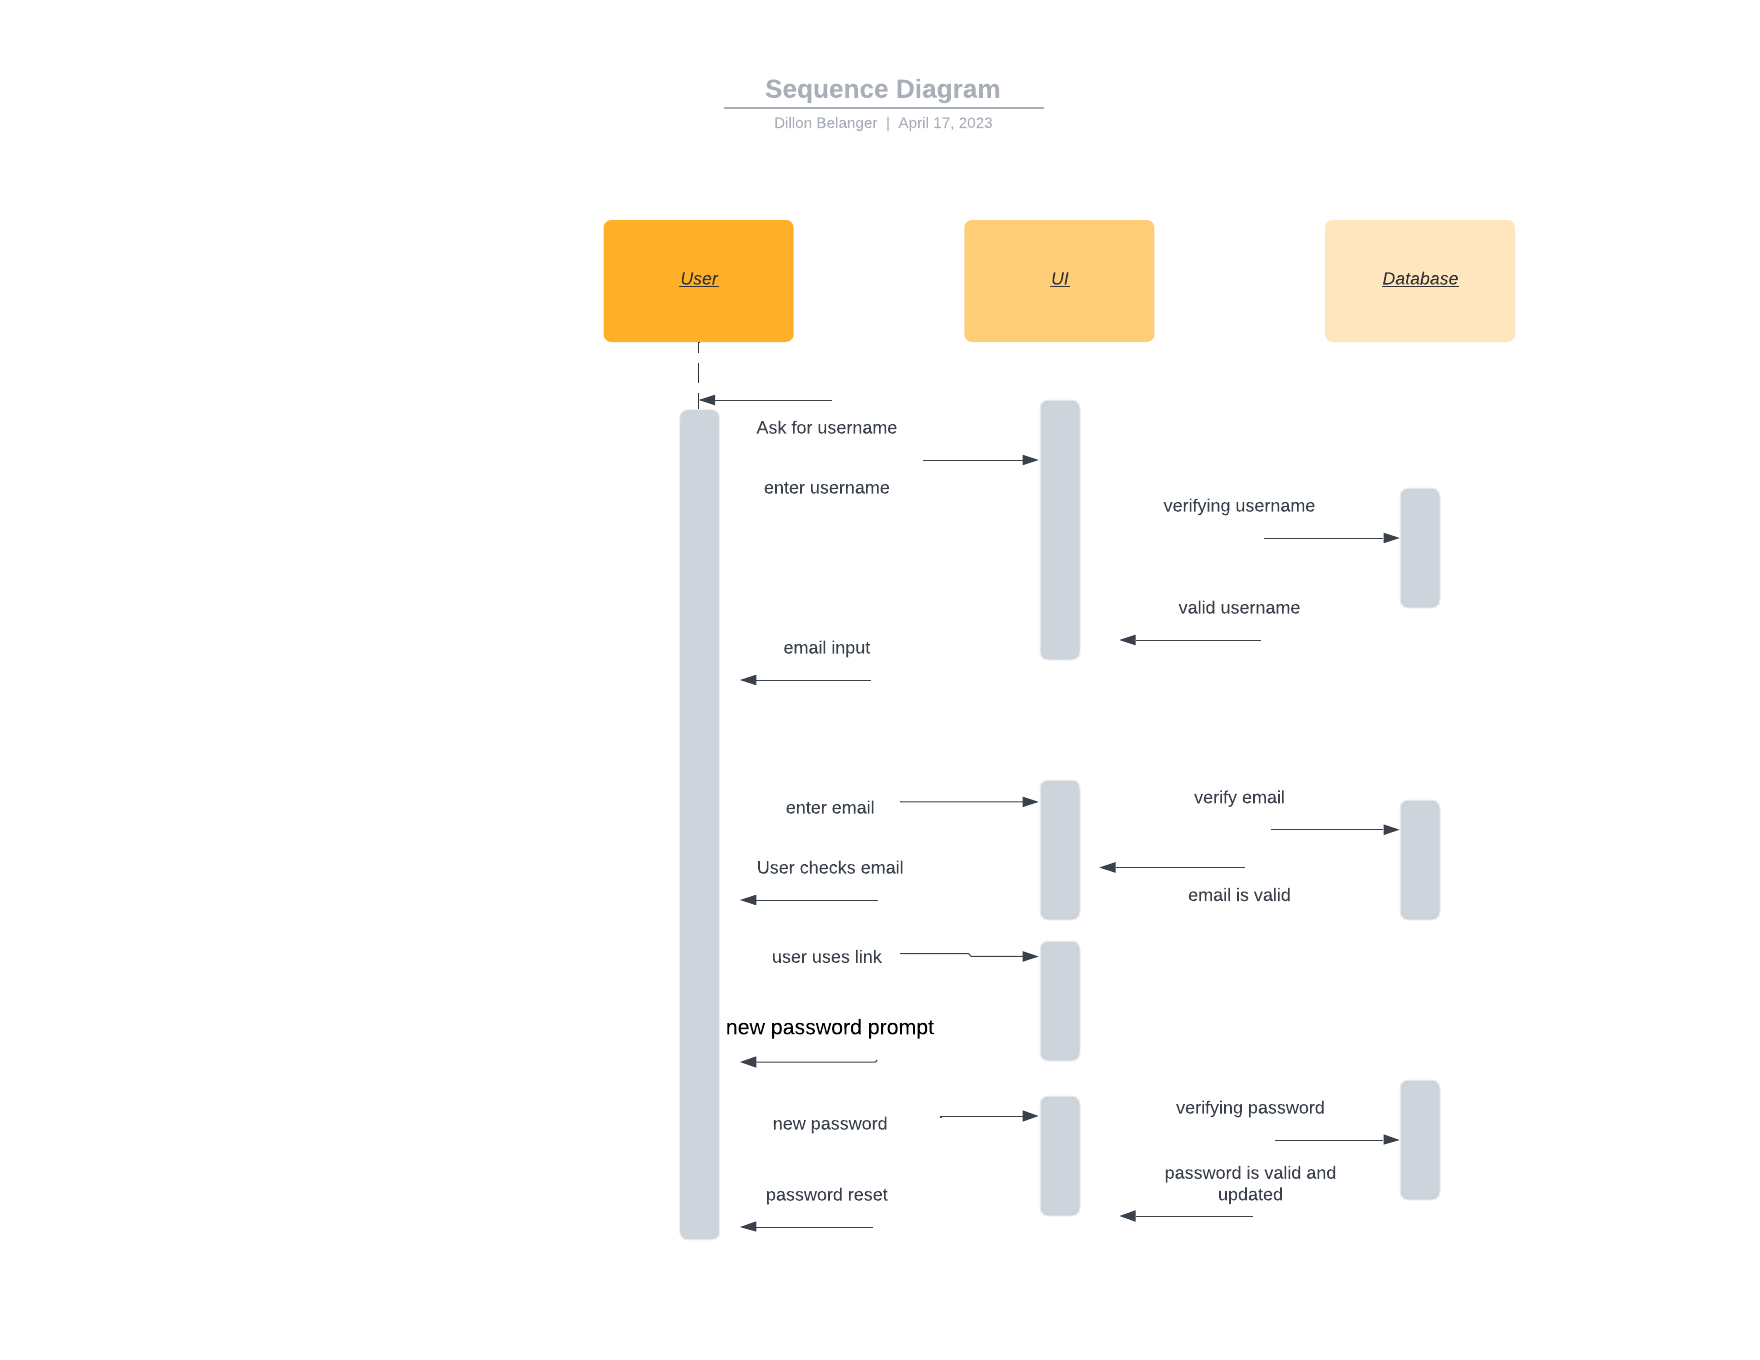 Sequence Diagram
Dillon Belanger | April 17, 2023
User
UI
Database
Ask for username
enter username
verifying username
valid username
email input
enter email
verify email
User checks email
email is valid
user uses link
new password prompt
new password
verifying password
password is valid and
updated
password reset